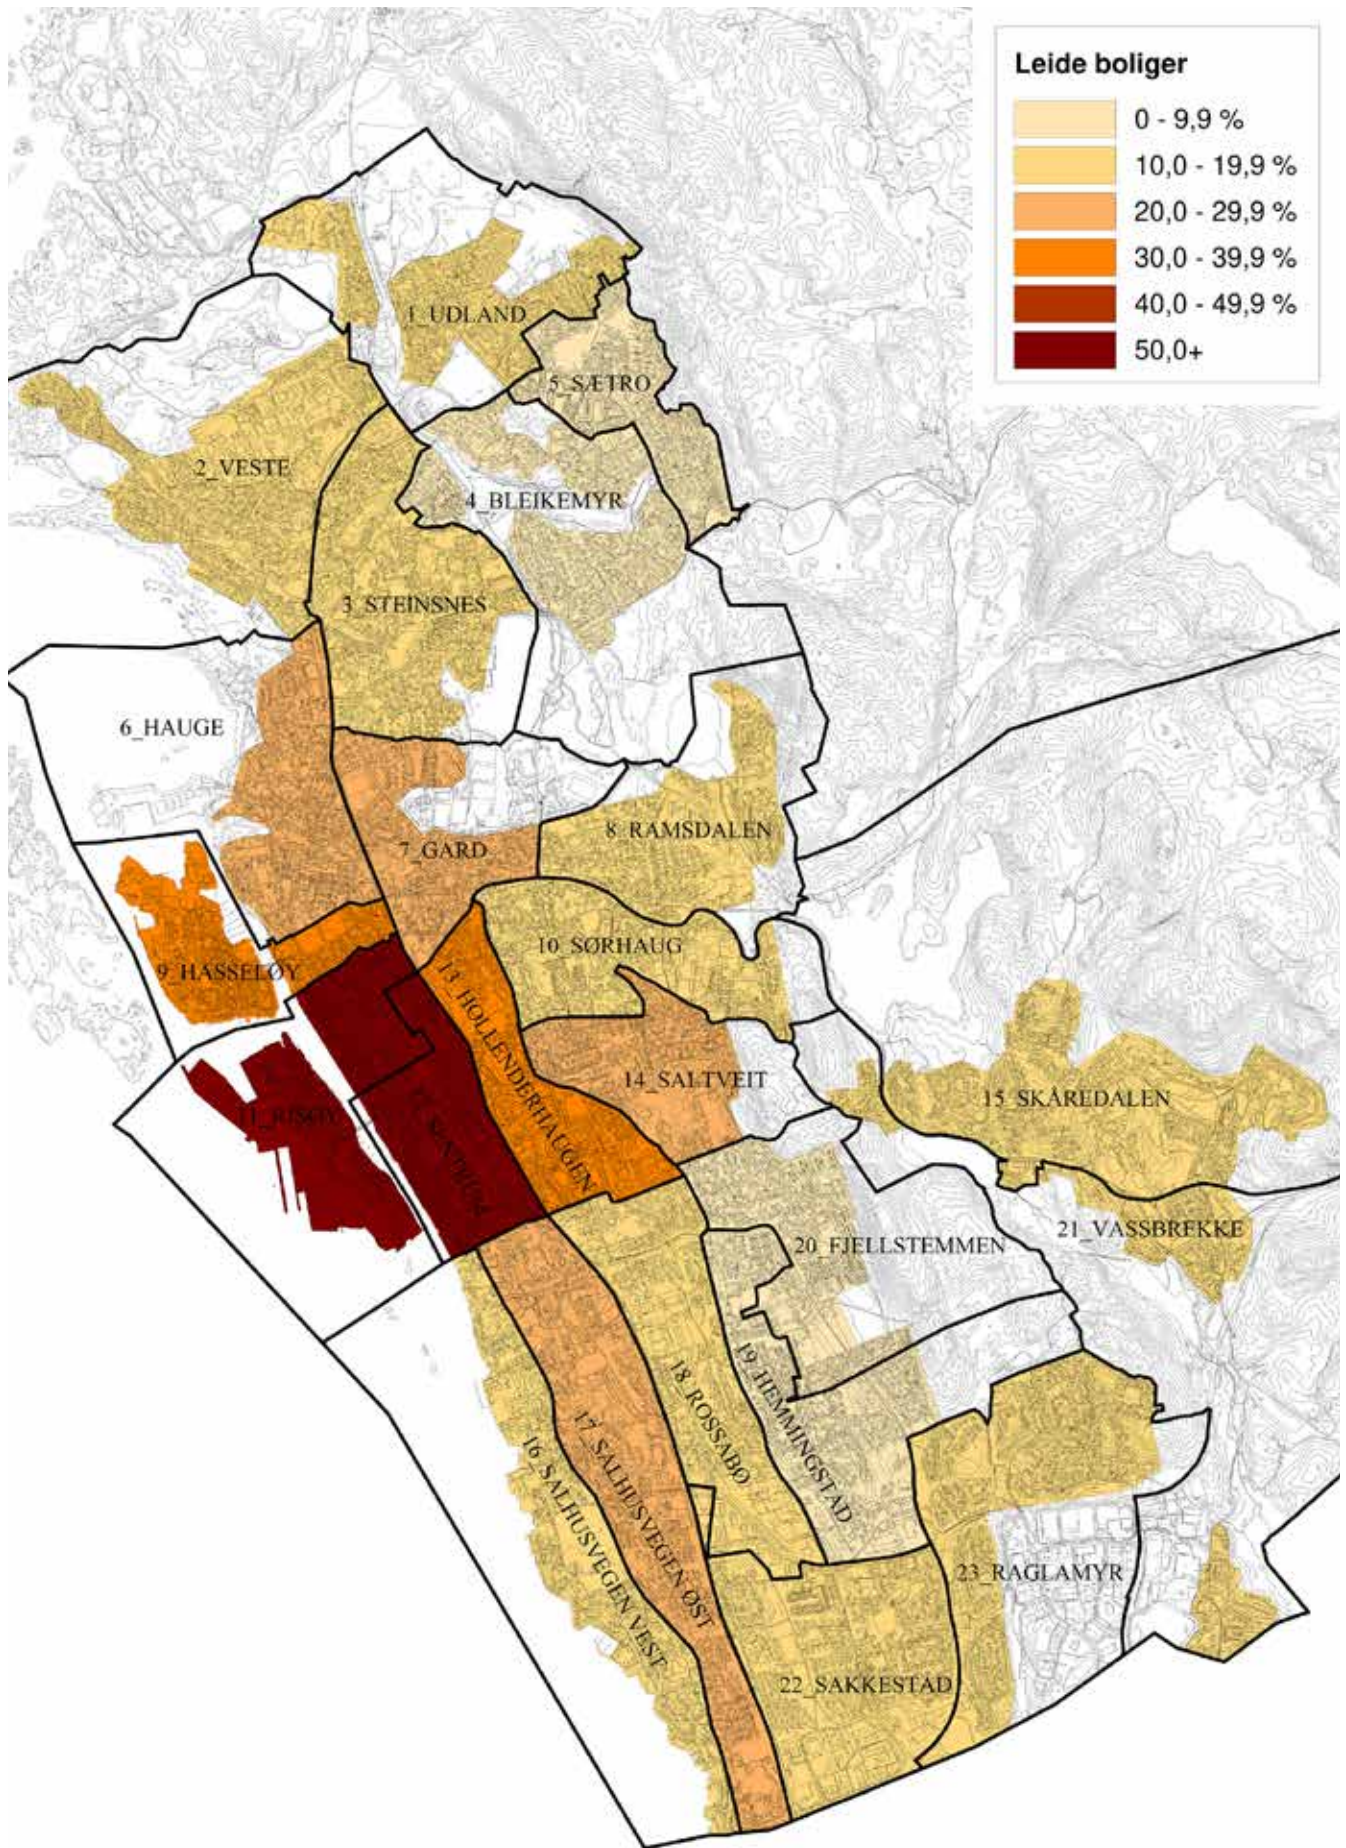 Leide boliger
0 - 9,9 %
10,0 - 19,9 %
20,0 - 29,9 %
30,0 - 39,9 %
40,0 - 49,9 %
50,0+
1_UDLAND
5_SÆTRO
2_VESTE
4_BLEIKEMYR
3_STEINSNES
6_HAUGE
8_RAMSDALEN
7_GARD
10_SØRHAUG
9_HASSELØY
13_HOLLENDERHAUGEN
14_SALTVEIT
15_SKÅREDALEN
11_RISØY
12_SENTRUM
21_VASSBREKKE
20_FJELLSTEMMEN
19_HEMMINGSTAD
18_ROSSABØ
17_SALHUSVEGEN ØST
16_SALHUSVEGEN VEST
23_RAGLAMYR
22_SAKKESTAD